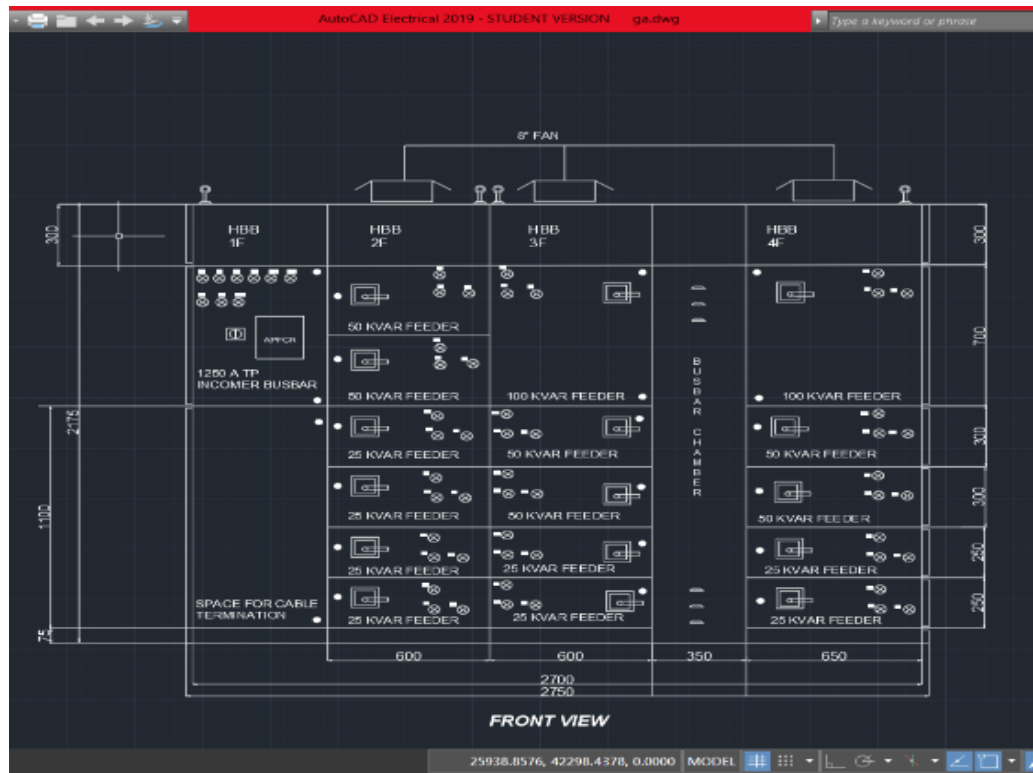 AutoCAD Electrical 2019 - STUDENT VERSION ga.dwg
Type a keyword or phrase
8" FAN
HBB
1F
HBB
2F
HBB
3F
HBB
4F
300
300
APFCR
1250 A TP
INCOMER BUSBAR
50 KVAR FEEDER
50 KVAR FEEDER
100 KVAR FEEDER
100 KVAR FEEDER
700
BUSBAR CHAMBER
2175
25 KVAR FEEDER
50 KVAR FEEDER
50 KVAR FEEDER
300
25 KVAR FEEDER
50 KVAR FEEDER
50 KVAR FEEDER
300
1100
25 KVAR FEEDER
25 KVAR FEEDER
25 KVAR FEEDER
250
SPACE FOR CABLE
TERMINATION
25 KVAR FEEDER
25 KVAR FEEDER
25 KVAR FEEDER
250
75
600
600
350
650
2700
2750
FRONT VIEW
25938.8576, 42298.4378, 0.0000 MODEL